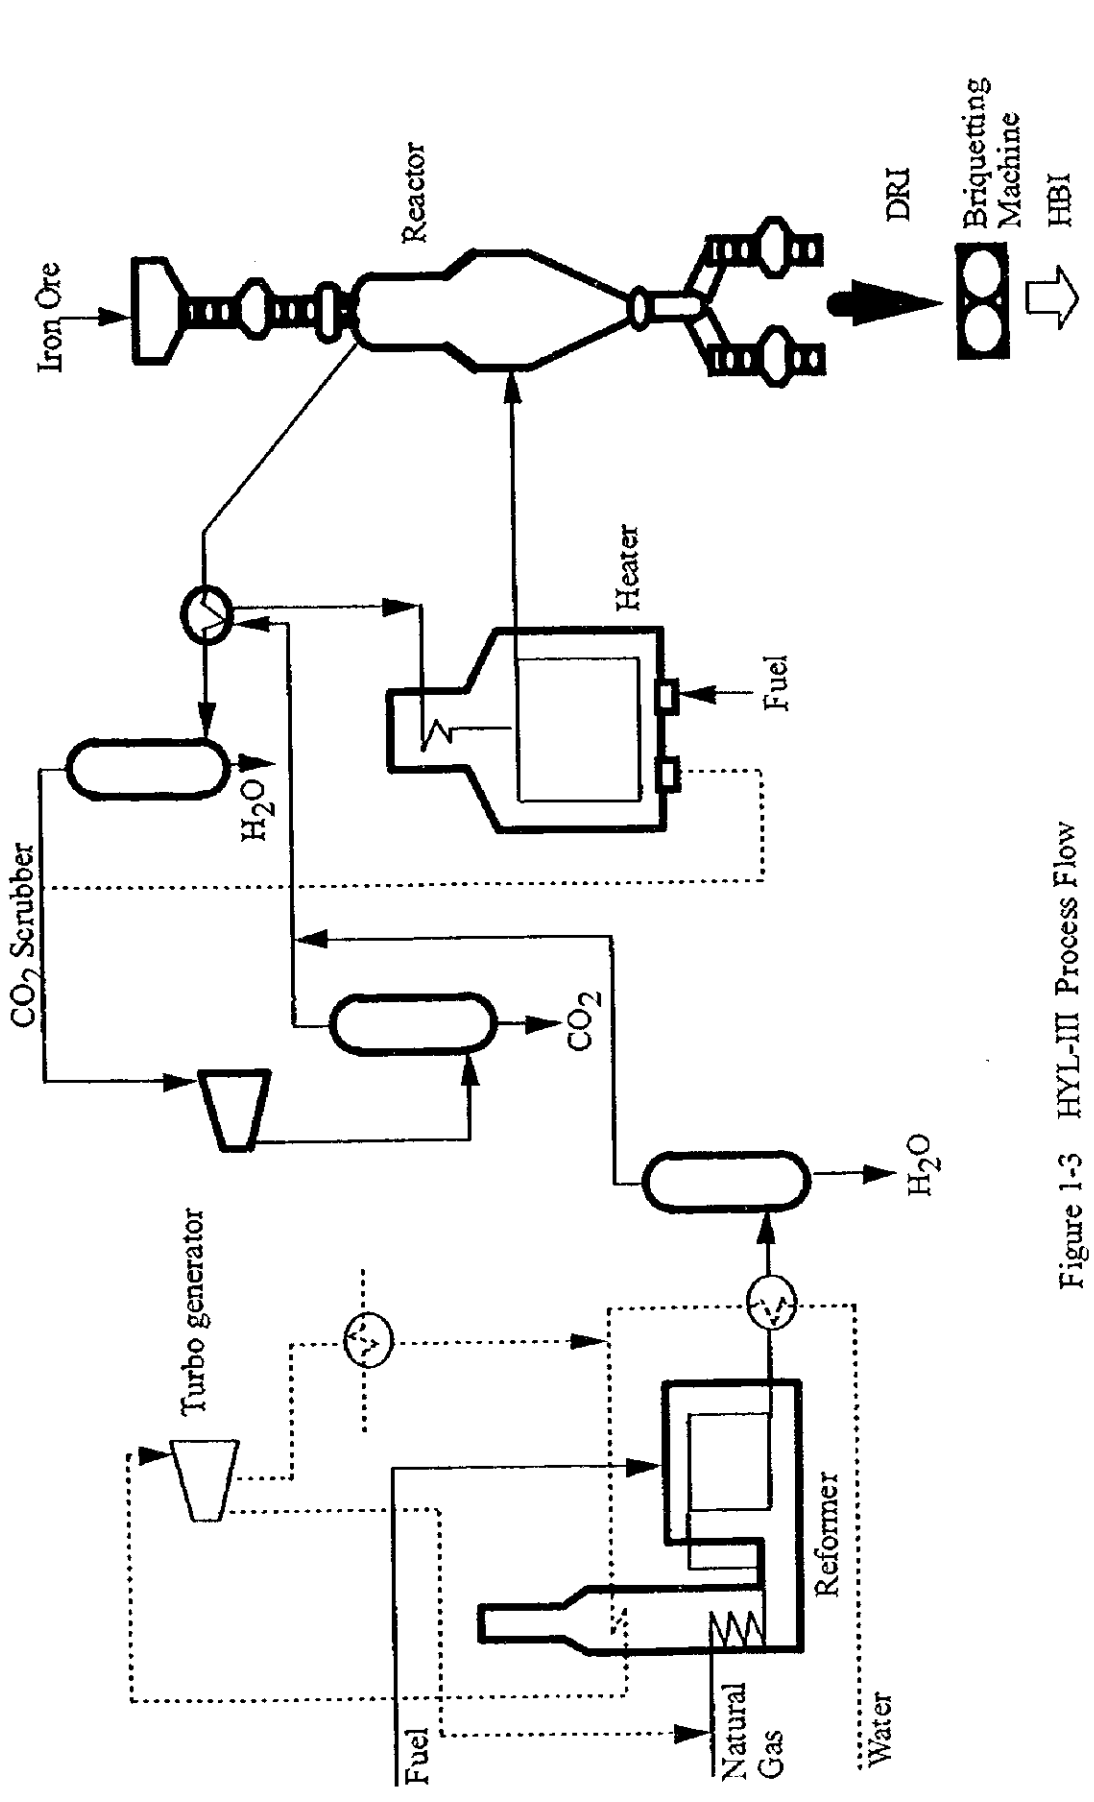 Iron Ore
Reactor
DRI
Briquetting
Machine
HBI
Heater
Fuel
H2O
CO2 Scrubber
CO2
H2O
Turbo generator
Reformer
Fuel
Natural
Gas
Water
Figure 1-3 HYL-III Process Flow